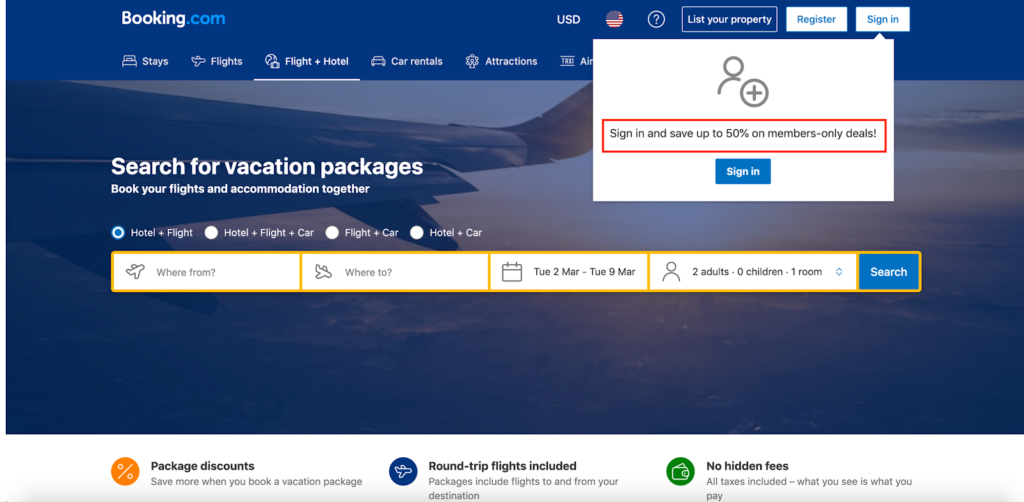 Booking.com
USD
List your property
Register
Sign in
Stays
Flights
Flight + Hotel
Car rentals
Attractions
TAXI
Sign in and save up to 50% on members-only deals!
Sign in
Search for vacation packages
Book your flights and accommodation together
Hotel + Flight
Hotel + Flight + Car
Flight + Car
Hotel + Car
Where from?
Where to?
Tue 2 Mar - Tue 9 Mar
2 adults · 0 children · 1 room
Search
Package discounts
Save more when you book a vacation package
Round-trip flights included
Packages include flights to and from your
destination
No hidden fees
All taxes included – what you see is what you
pay